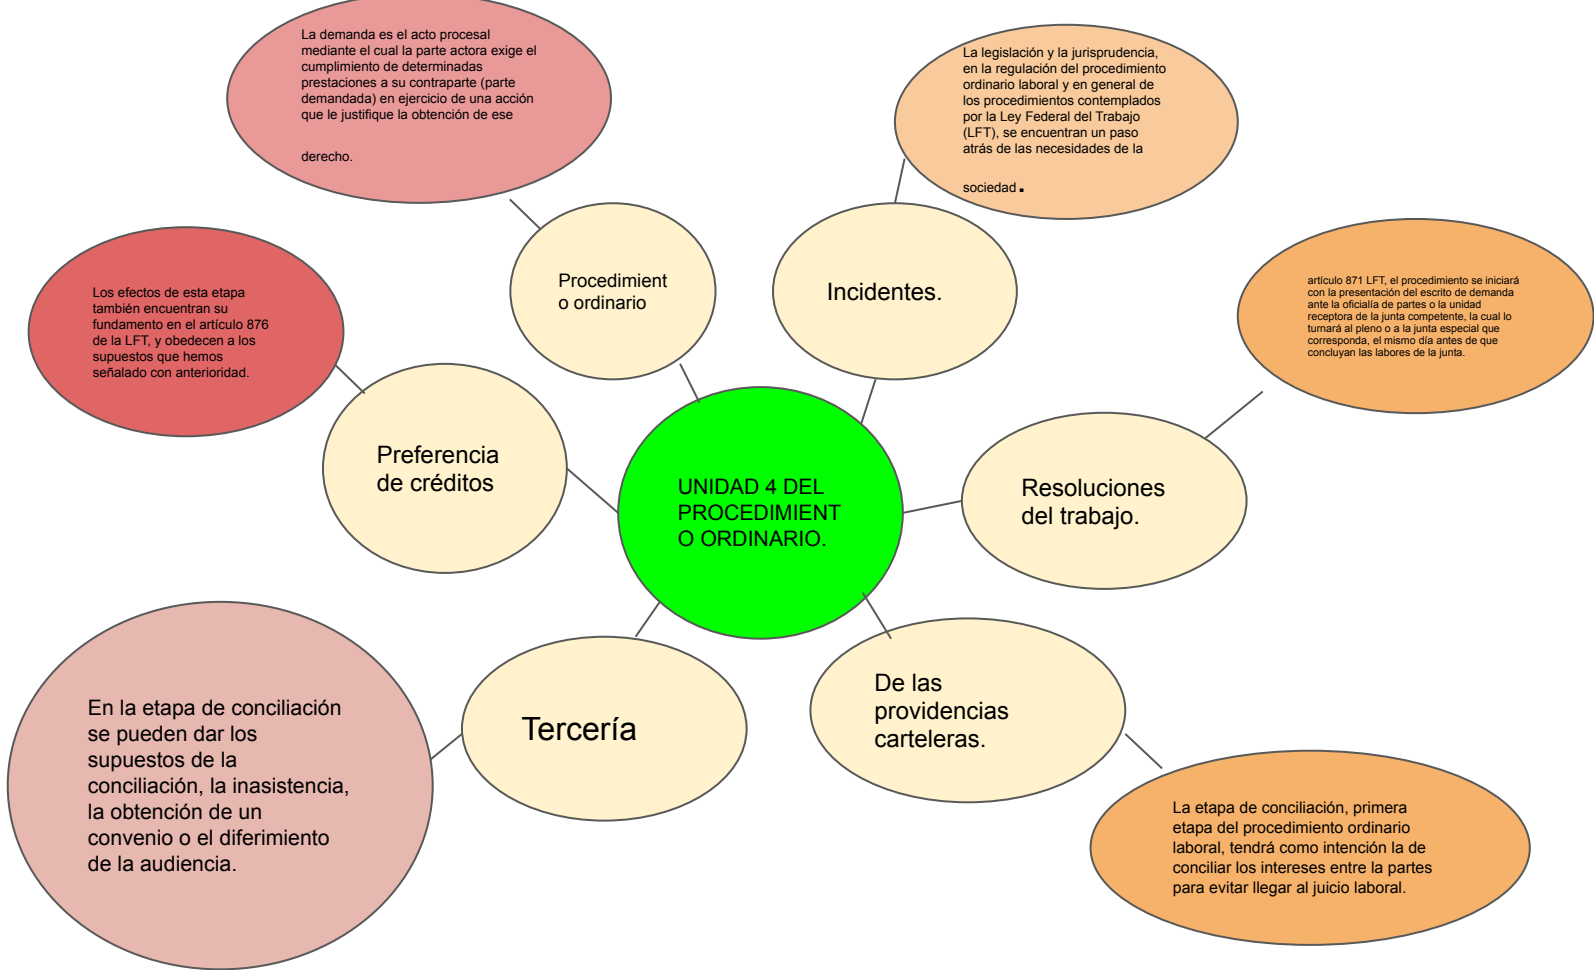 La demanda es el acto procesal
mediante el cual la parte actora exige el
cumplimiento de determinadas
prestaciones a su contraparte (parte
demandada) en ejercicio de una acción
que le justifique la obtención de ese
derecho.
La legislación y la jurisprudencia,
en la regulación del procedimiento
ordinario laboral y en general de
los procedimientos contemplados
por la Ley Federal del Trabajo
(LFT), se encuentran un paso
atrás de las necesidades de la
sociedad.
Procedimient
o ordinario
Incidentes.
Los efectos de esta etapa
también encuentran su
fundamento en el artículo 876
de la LFT, y obedecen a los
supuestos que hemos
señalado con anterioridad.
artículo 871 LFT, el procedimiento se iniciará
con la presentación del escrito de demanda
ante la oficialía de partes o la unidad
receptora de la junta competente, la cual lo
turnará al pleno o a la junta especial que
corresponda, el mismo día antes de que
concluyan las labores de la junta.
Preferencia
de créditos
UNIDAD 4 DEL
PROCEDIMIENT
O ORDINARIO.
Resoluciones
del trabajo.
Tercería
De las
providencias
carteleras.
En la etapa de conciliación
se pueden dar los
supuestos de la
conciliación, la inasistencia,
la obtención de un
convenio o el diferimiento
de la audiencia.
La etapa de conciliación, primera
etapa del procedimiento ordinario
laboral, tendrá como intención la de
conciliar los intereses entre la partes
para evitar llegar al juicio laboral.